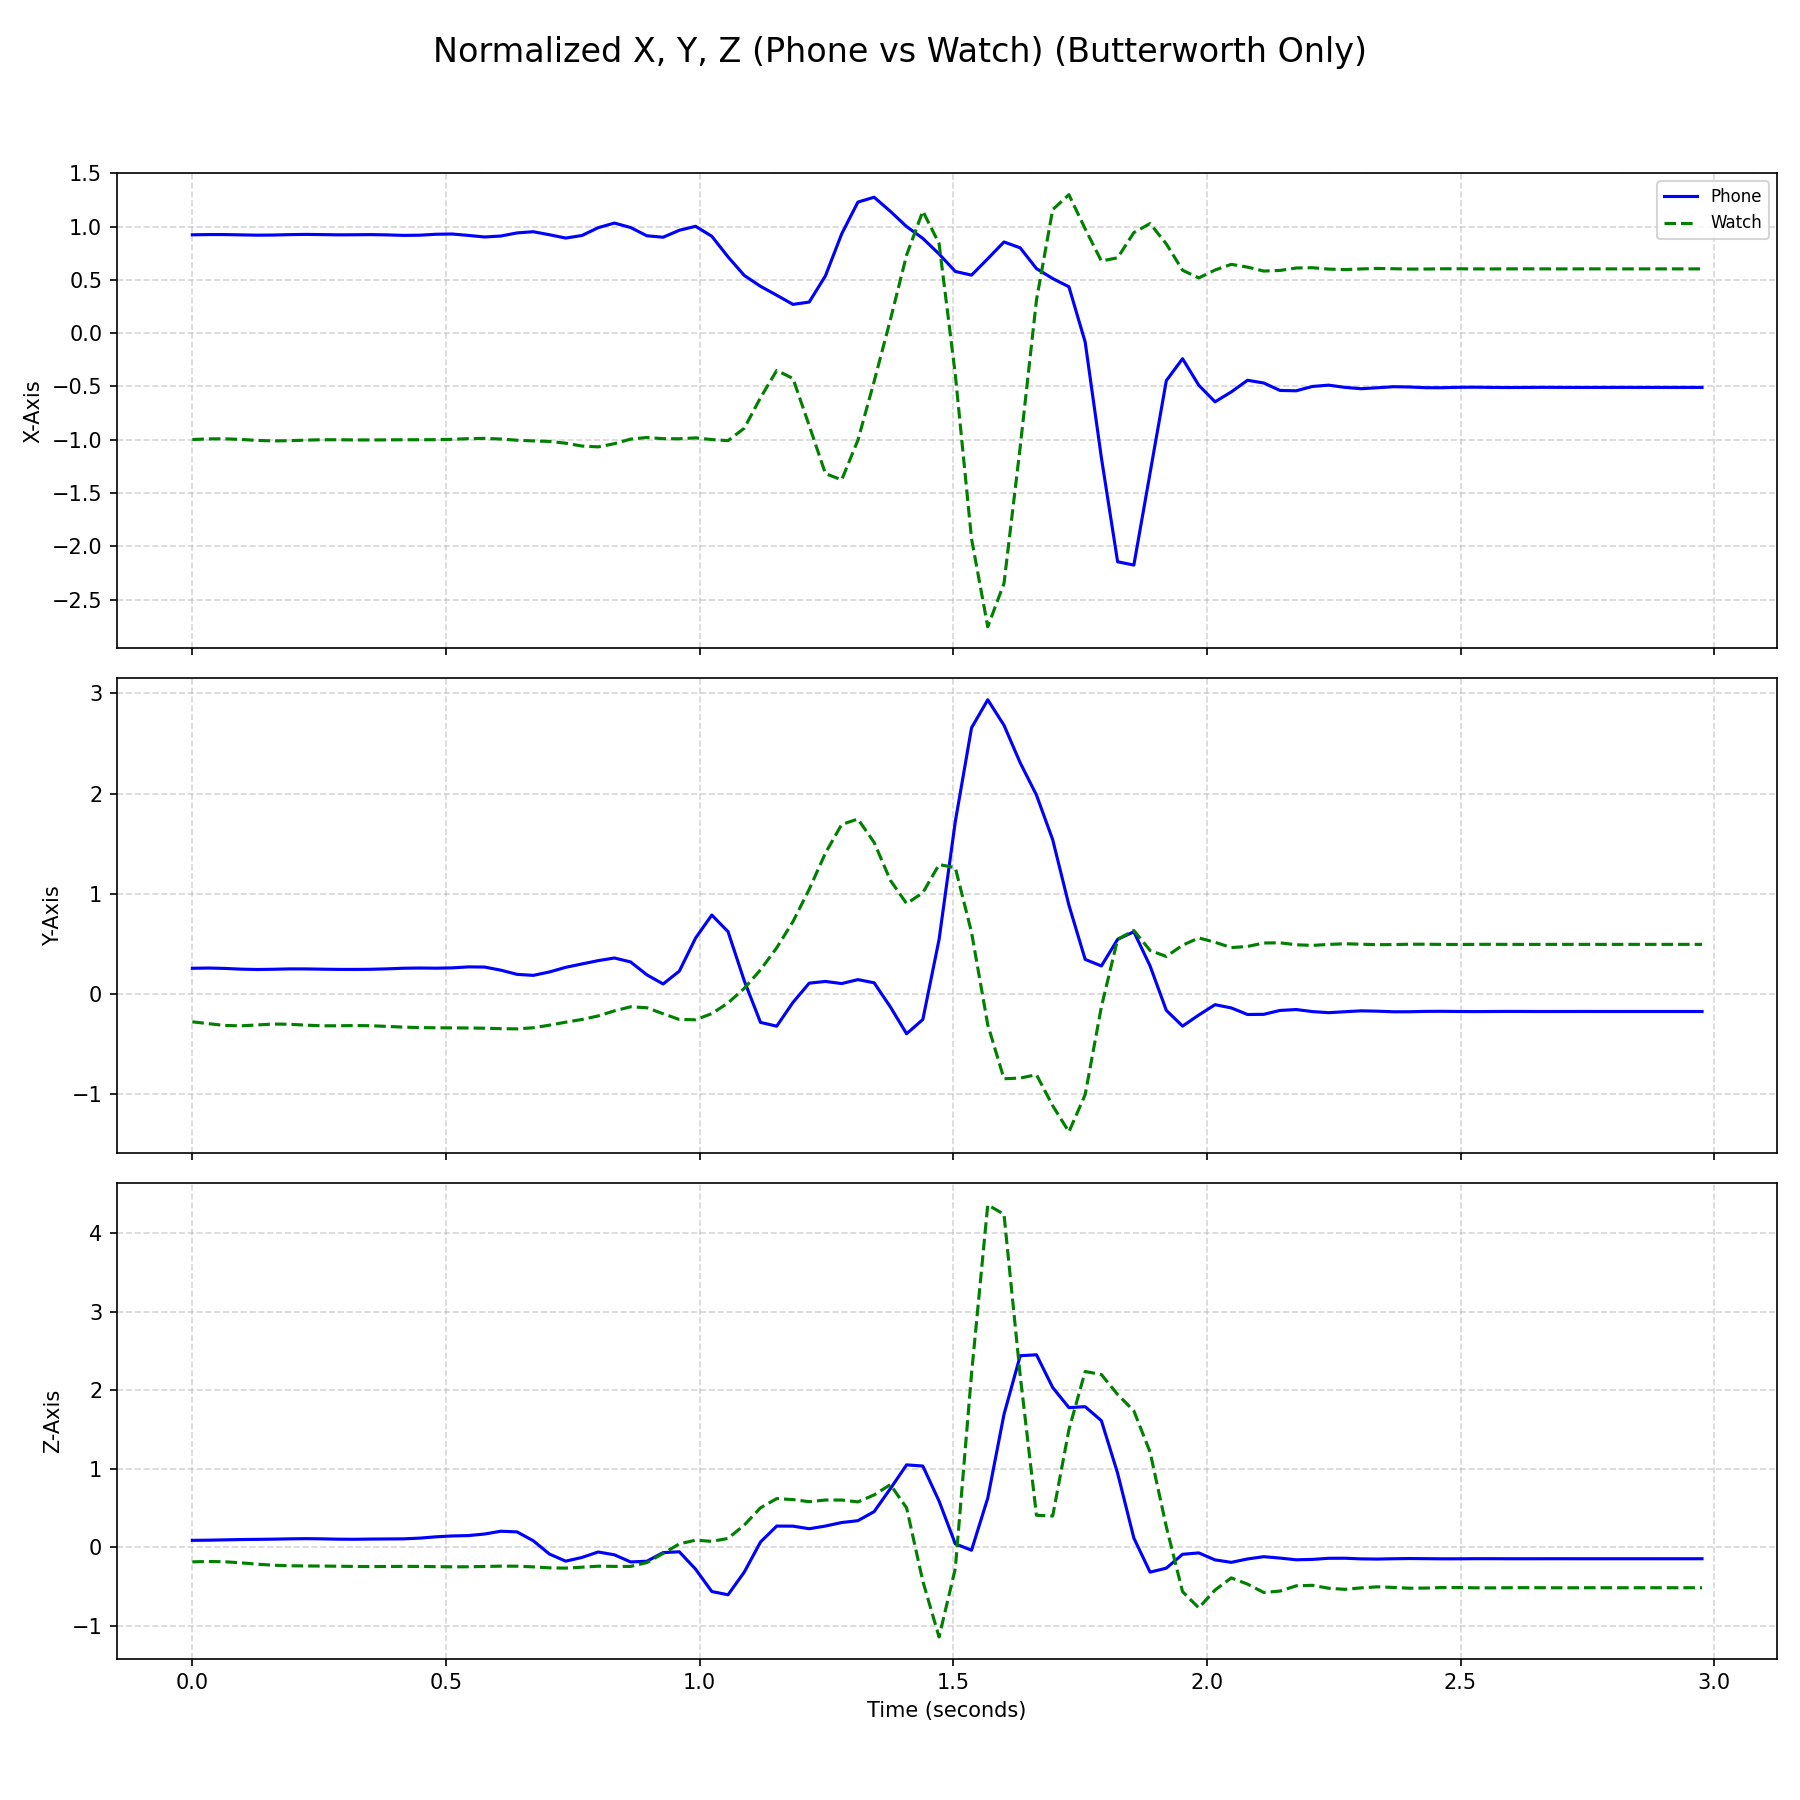 Normalized X, Y, Z (Phone vs Watch) (Butterworth Only)
Phone
Watch
X-Axis
1.5
1.0
0.5
0.0
−0.5
−1.0
−1.5
−2.0
−2.5
Y-Axis
3
2
1
0
−1
Z-Axis
4
3
2
1
0
−1
0.0 0.5 1.0 1.5 2.0 2.5 3.0
Time (seconds)